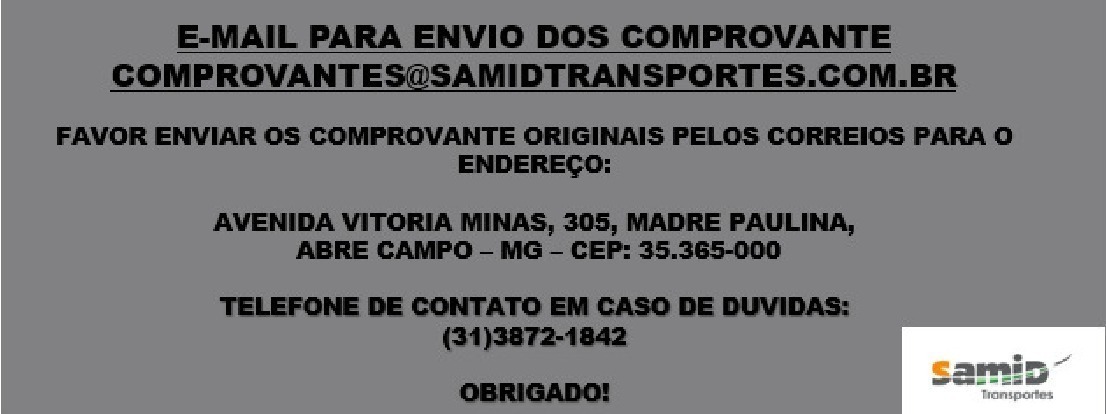 E-MAIL PARA ENVIO DOS COMPROVANTE
COMPROVANTES@SAMIDTRANSPORTES.COM.BR
FAVOR ENVIAR OS COMPROVANTE ORIGINAIS PELOS CORREIOS PARA O
ENDEREÇO:
AVENIDA VITORIA MINAS, 305, MADRE PAULINA,
ABRE CAMPO – MG – CEP: 35.365-000
TELEFONE DE CONTATO EM CASO DE DUVIDAS:
(31)3872-1842
OBRIGADO!
samiD
Transportes